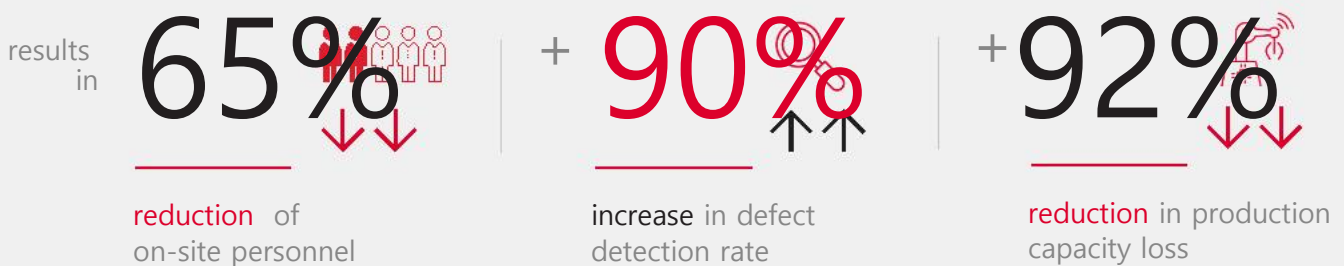 results
in
65%
reduction of
on-site personnel
+
90%
increase in defect
detection rate
+
92%
reduction in production
capacity loss